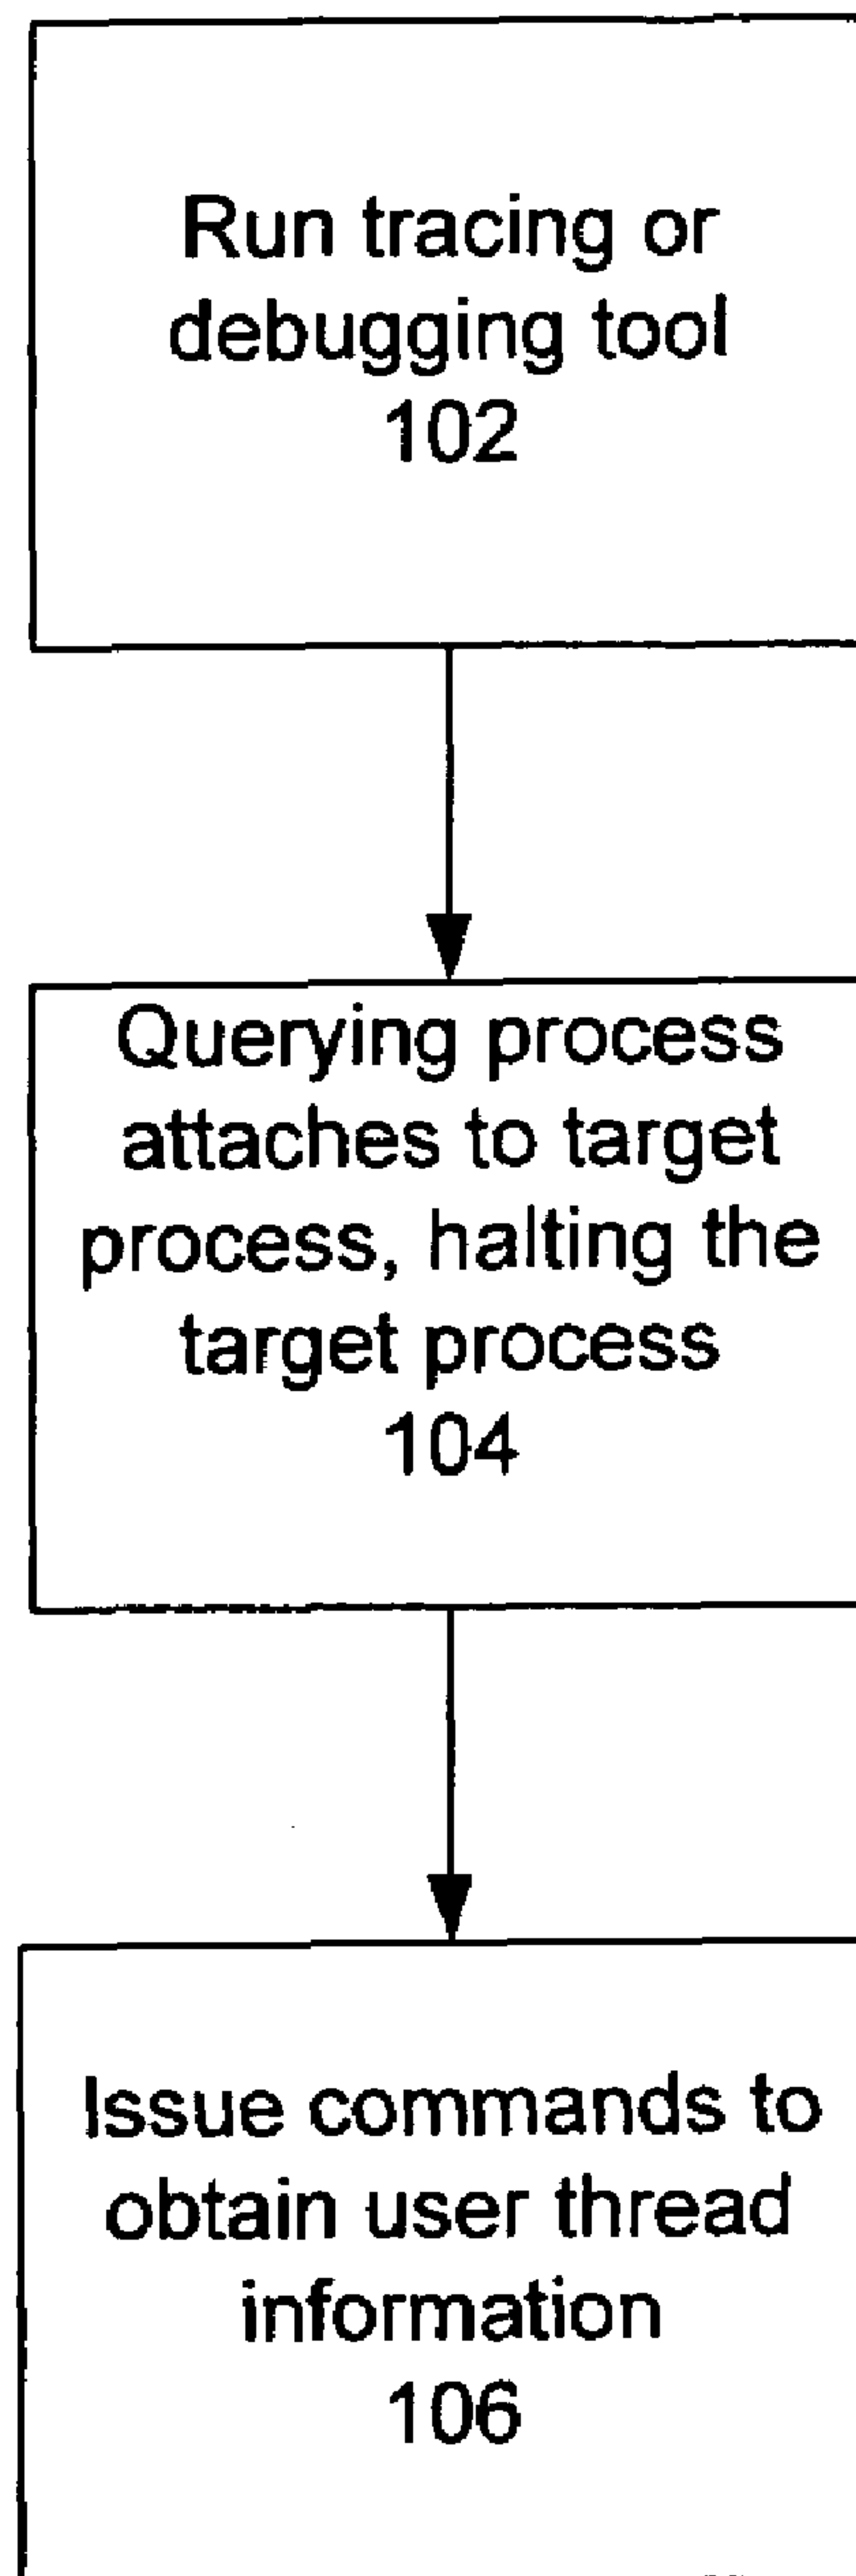 Run tracing or
debugging tool
102
Querying process
attaches to target
process, halting the
target process
104
Issue commands to
obtain user thread
information
106